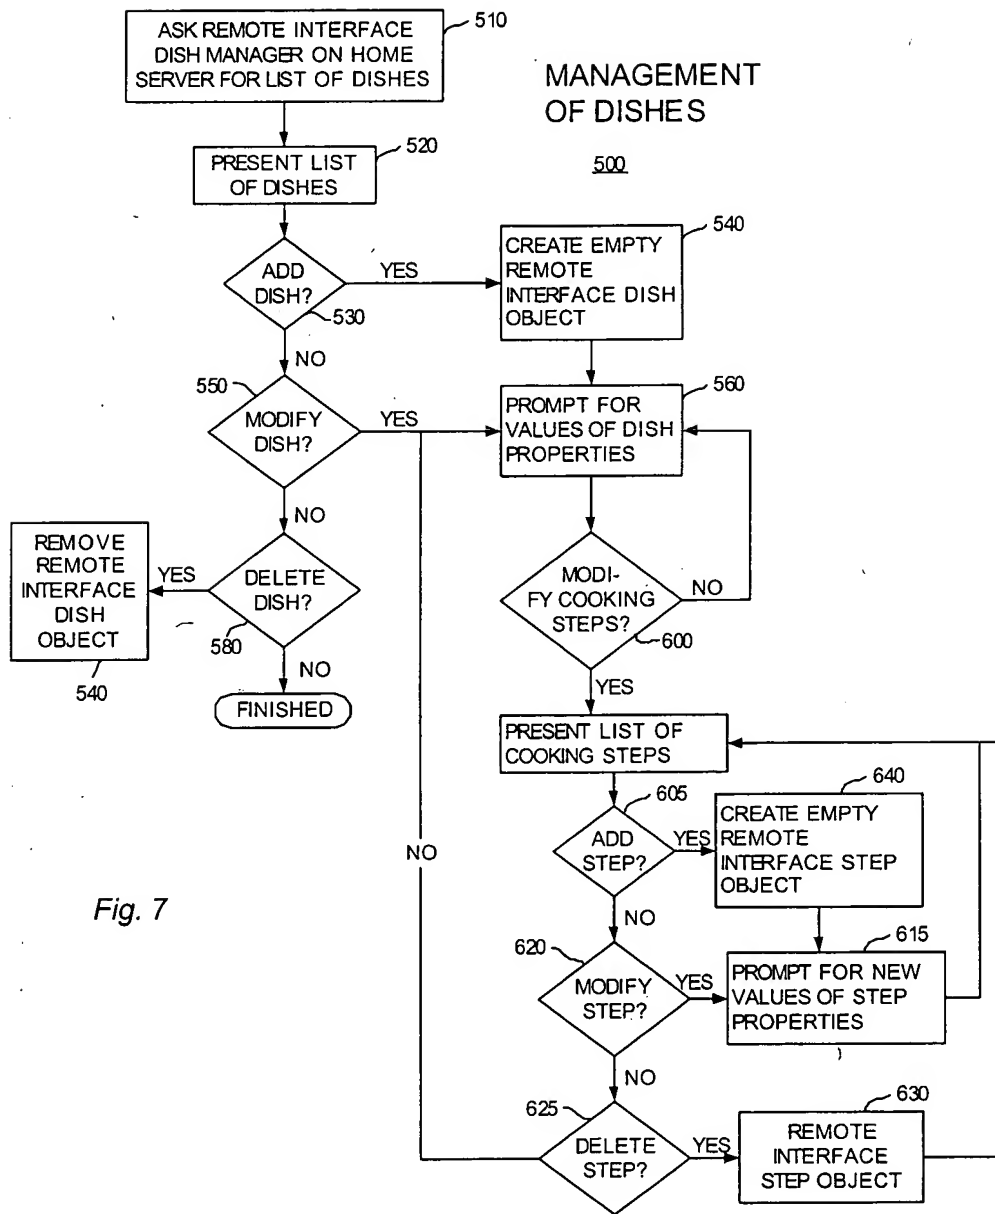 ASK REMOTE INTERFACE
DISH MANAGER ON HOME
SERVER FOR LIST OF DISHES
510
MANAGEMENT
OF DISHES
500
PRESENT LIST
OF DISHES
520
ADD
DISH?
530
YES
NO
CREATE EMPTY
REMOTE
INTERFACE DISH
OBJECT
540
550
MODIFY
DISH?
YES
NO
PROMPT FOR
VALUES OF DISH
PROPERTIES
560
REMOVE
REMOTE
INTERFACE
DISH
OBJECT
540
YES
DELETE
DISH?
580
NO
FINISHED
MODI-
FY COOKING
STEPS?
600
NO
YES
PRESENT LIST OF
COOKING STEPS
605
ADD
STEP?
YES
NO
CREATE EMPTY
REMOTE
INTERFACE STEP
OBJECT
640
NO
Fig. 7
620
MODIFY
STEP?
YES
NO
PROMPT FOR NEW
VALUES OF STEP
PROPERTIES
615
625
DELETE
STEP?
YES
REMOTE
INTERFACE
STEP OBJECT
630